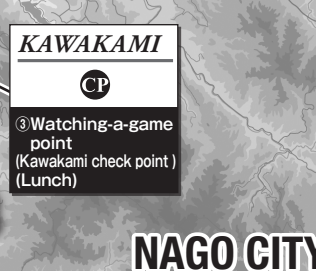 KAWAKAMI
CP
③Watching-a-game
point
(Kawakami check point )
(Lunch)
NAGO CITY